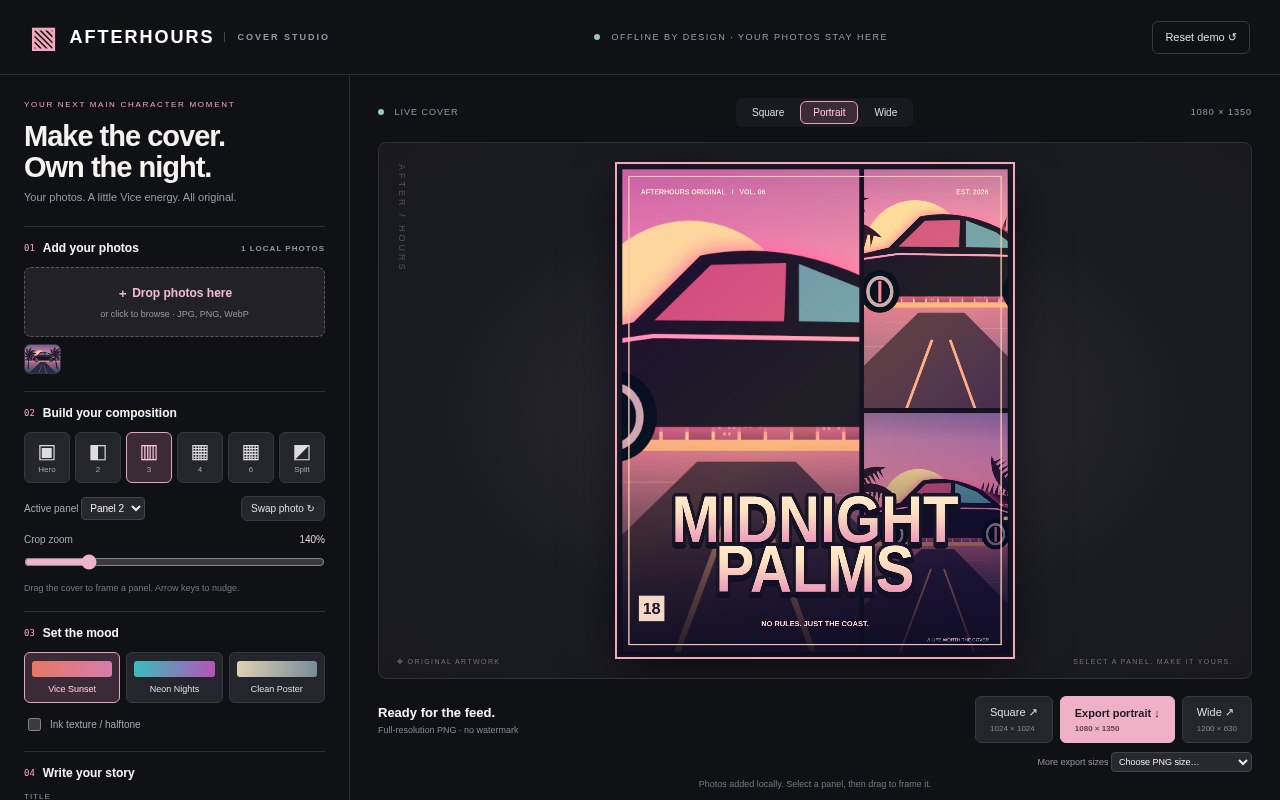 AFTERHOURS | COVER STUDIO
OFFLINE BY DESIGN · YOUR PHOTOS STAY HERE
Reset demo ↺
YOUR NEXT MAIN CHARACTER MOMENT
Make the cover.
Own the night.
Your photos. A little Vice energy. All original.
01 Add your photos
1 LOCAL PHOTOS
+ Drop photos here
or click to browse · JPG, PNG, WebP
02 Build your composition
Hero
2
3
4
6
Split
Active panel Panel 2
Swap photo ↻
Crop zoom
140%
Drag the cover to frame a panel. Arrow keys to nudge.
03 Set the mood
Vice Sunset
Neon Nights
Clean Poster
Ink texture / halftone
04 Write your story
TITLE
LIVE COVER
Square
Portrait
Wide
1080 × 1350
AFTER / HOURS
AFTERHOURS ORIGINAL / VOL. 06
EST. 2026
MIDNIGHT
PALMS
18
NO RULES. JUST THE COAST.
A LIFE WORTH THE COVER.
✥ ORIGINAL ARTWORK
SELECT A PANEL. MAKE IT YOURS.
Ready for the feed.
Full-resolution PNG · no watermark
Square ↗
1024 × 1024
Export portrait ↓
1080 × 1350
Wide ↗
1200 × 630
More export sizes Choose PNG size...
Photos added locally. Select a panel, then drag to frame it.